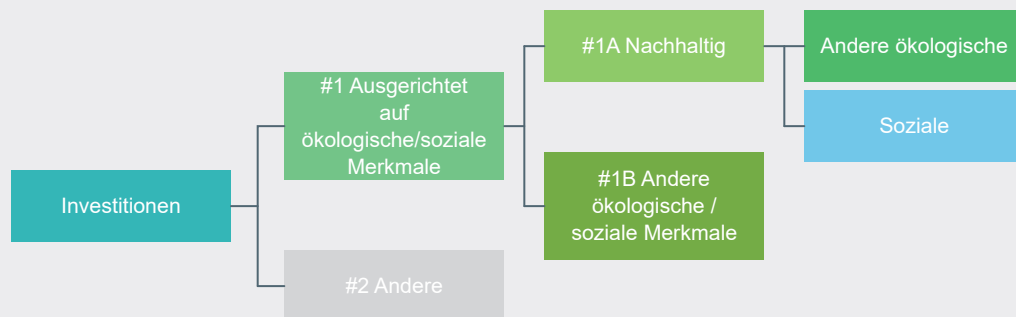 #1A Nachhaltig
Andere ökologische
#1 Ausgerichtet
auf
ökologische/soziale
Merkmale
Soziale
#1B Andere
ökologische /
soziale Merkmale
Investitionen
#2 Andere